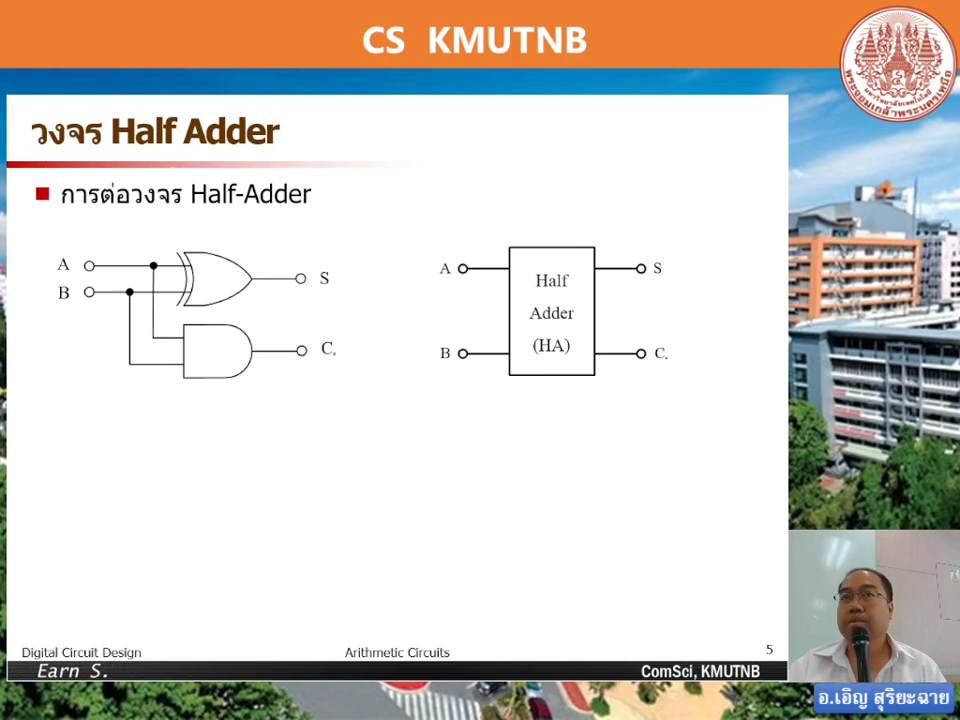 CS KMUTNB
วงจร Half Adder
การต่อวงจร Half-Adder
A
B
S
C.
A
B
Half
Adder
(HA)
S
C.
Digital Circuit Design
Arithmetic Circuits
5
Earn S.
ComSci, KMUTNB
อ.เอิญ สุริยะฉาย